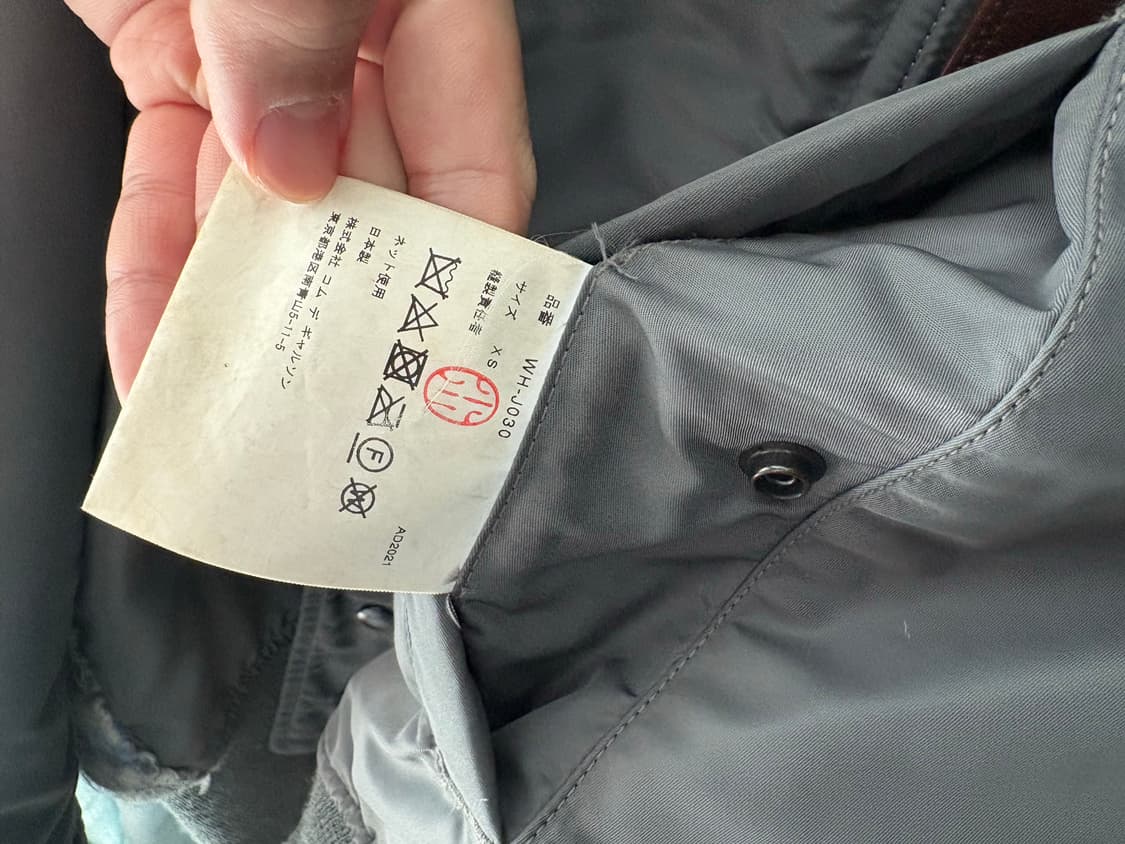 品番 WH-J030
サイズ XS
縫製責任者
F
ネット使用
日本製
株式会社 コム デ ギャルソン
東京都港区南青山5-11-5
AD2021